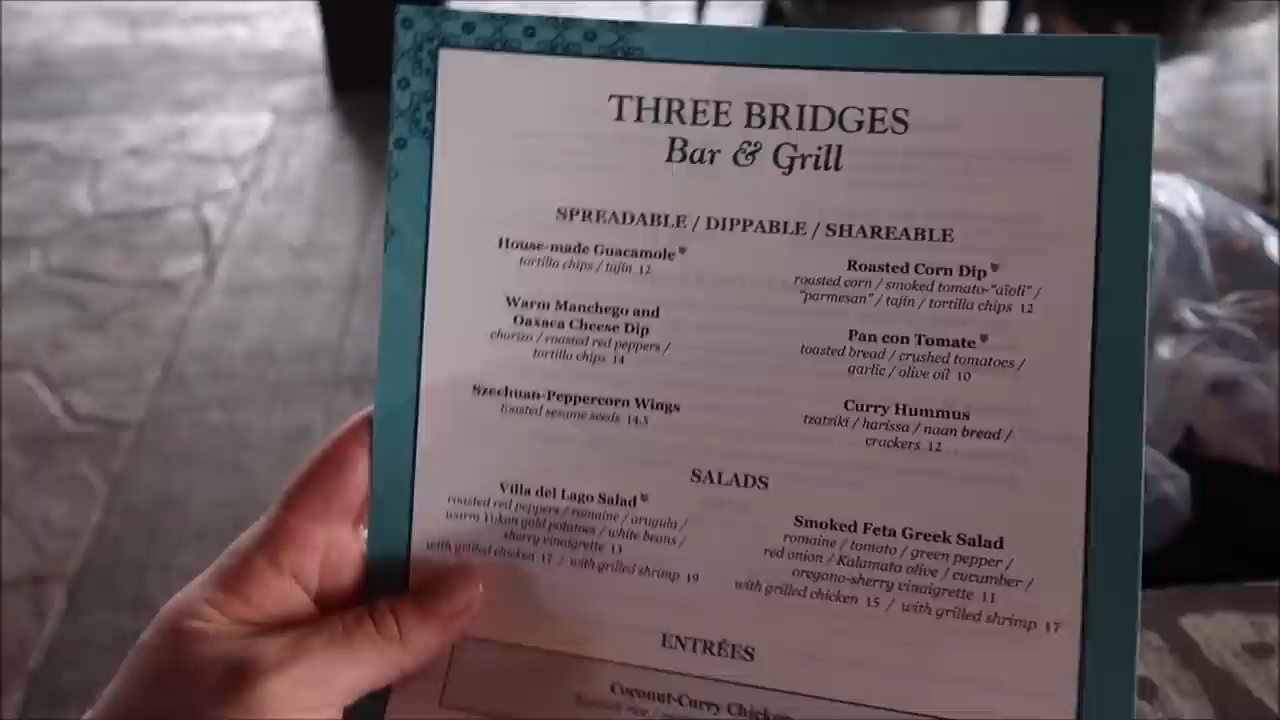 THREE BRIDGES
Bar & Grill
SPREADABLE / DIPPABLE / SHAREABLE
House-made Guacamole
tortilla chips / tajín 12
Warm Manchego and
Oaxaca Cheese Dip
chorizo / roasted red peppers /
tortilla chips 14
Szechuan-Peppercorn Wings
toasted sesame seeds 14.5
Roasted Corn Dip
roasted corn / smoked tomato-"aïoli" /
"parmesan" / tajín / tortilla chips 12
Pan con Tomate
toasted bread / crushed tomatoes /
garlic / olive oil 10
Curry Hummus
tzatziki / harissa / naan bread /
crackers 12
SALADS
Villa del Lago Salad
roasted red peppers / romaine / arugula /
warm Yukon gold potatoes / white beans /
sherry vinaigrette 13
with grilled chicken 17 / with grilled shrimp 19
Smoked Feta Greek Salad
romaine / tomato / green pepper /
red onion / Kalamata olive / cucumber /
oregano-sherry vinaigrette 11
with grilled chicken 15 / with grilled shrimp 17
ENTRÉES
Coconut-Curry Chicken